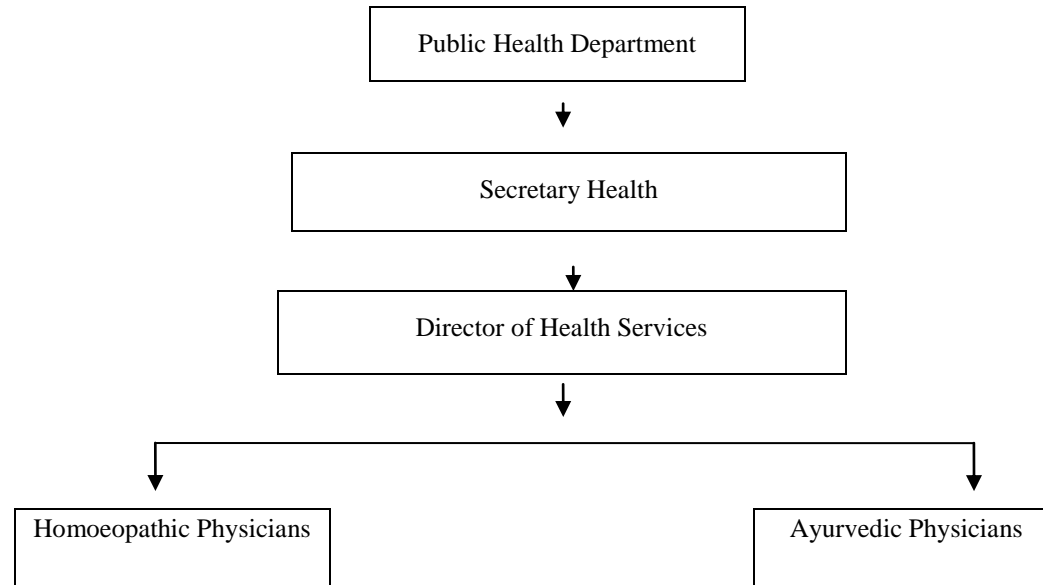 Public Health Department
Secretary Health
Director of Health Services
Homoeopathic Physicians
Ayurvedic Physicians